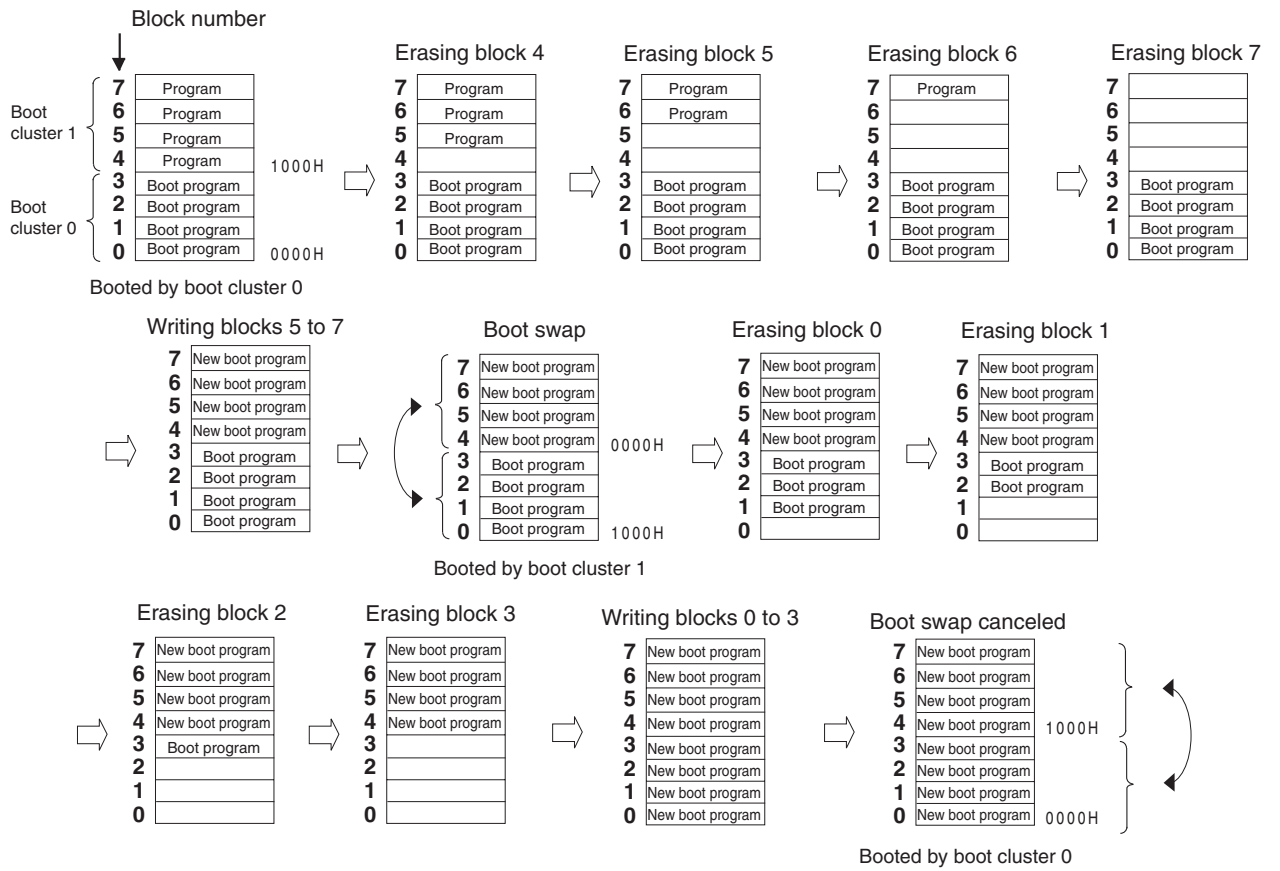 Block number
Erasing block 4
Erasing block 5
Erasing block 6
Erasing block 7
Boot
cluster 1
Boot
cluster 0
7 Program
6 Program
5 Program
4 Program
1000H
3 Boot program
2 Boot program
1 Boot program
0 Boot program
0000H
Booted by boot cluster 0
7 Program
6 Program
5 Program
4
3 Boot program
2 Boot program
1 Boot program
0 Boot program
7 Program
6 Program
5
4
3 Boot program
2 Boot program
1 Boot program
0 Boot program
7 Program
6
5
4
3 Boot program
2 Boot program
1 Boot program
0 Boot program
7
6
5
4
3 Boot program
2 Boot program
1 Boot program
0 Boot program
Writing blocks 5 to 7
7 New boot program
6 New boot program
5 New boot program
4 New boot program
3 Boot program
2 Boot program
1 Boot program
0 Boot program
Boot swap
7 New boot program
6 New boot program
5 New boot program
4 New boot program
0000H
3 Boot program
2 Boot program
1 Boot program
0 Boot program
1000H
Booted by boot cluster 1
Erasing block 0
7 New boot program
6 New boot program
5 New boot program
4 New boot program
3 Boot program
2 Boot program
1 Boot program
0
Erasing block 1
7 New boot program
6 New boot program
5 New boot program
4 New boot program
3 Boot program
2 Boot program
1
0
Erasing block 2
7 New boot program
6 New boot program
5 New boot program
4 New boot program
3 Boot program
2
1
0
Erasing block 3
7 New boot program
6 New boot program
5 New boot program
4 New boot program
3
2
1
0
Writing blocks 0 to 3
7 New boot program
6 New boot program
5 New boot program
4 New boot program
3 New boot program
2 New boot program
1 New boot program
0 New boot program
Boot swap canceled
7 New boot program
6 New boot program
5 New boot program
4 New boot program
1000H
3 New boot program
2 New boot program
1 New boot program
0 New boot program
0000H
Booted by boot cluster 0